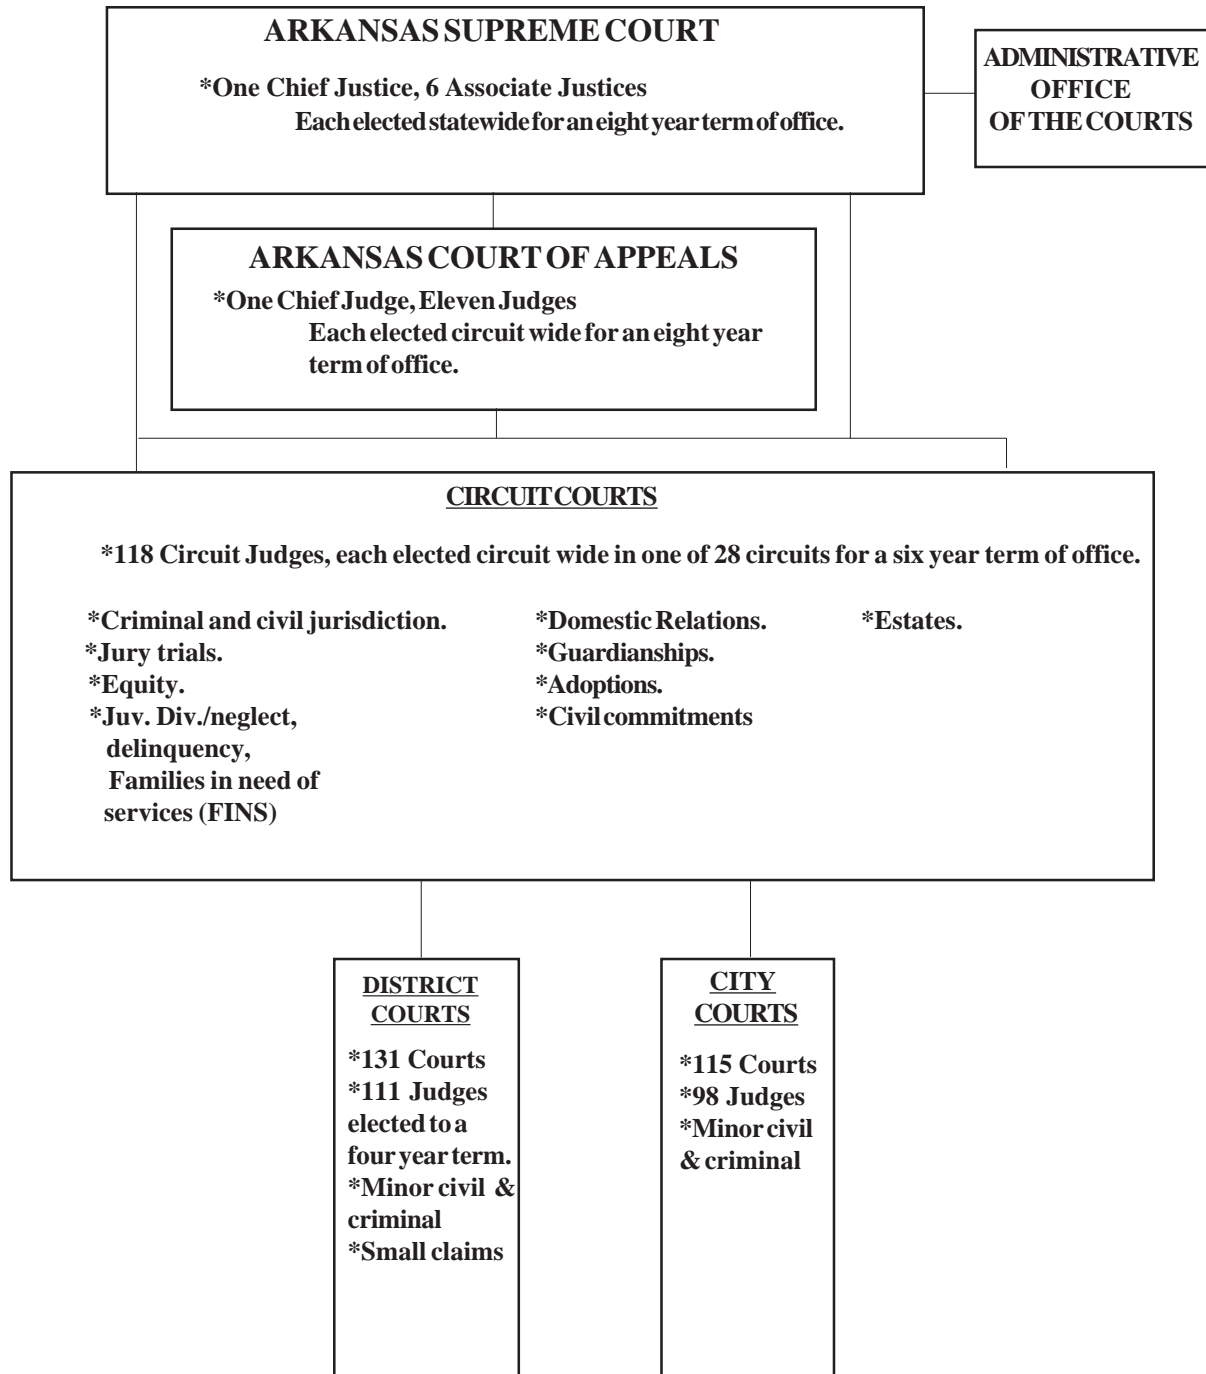 ARKANSAS SUPREME COURT
*One Chief Justice, 6 Associate Justices
Each elected statewide for an eight year term of office.
ADMINISTRATIVE
OFFICE
OF THE COURTS
ARKANSAS COURT OF APPEALS
*One Chief Judge, Eleven Judges
Each elected circuit wide for an eight year
term of office.
CIRCUIT COURTS
*118 Circuit Judges, each elected circuit wide in one of 28 circuits for a six year term of office.
*Criminal and civil jurisdiction.
*Jury trials.
*Equity.
*Juv. Div./neglect,
delinquency,
Families in need of
services (FINS)
*Domestic Relations.
*Guardianships.
*Adoptions.
*Civil commitments
*Estates.
DISTRICT
COURTS
*131 Courts
*111 Judges
elected to a
four year term.
*Minor civil &
criminal
*Small claims
CITY
COURTS
*115 Courts
*98 Judges
*Minor civil
& criminal